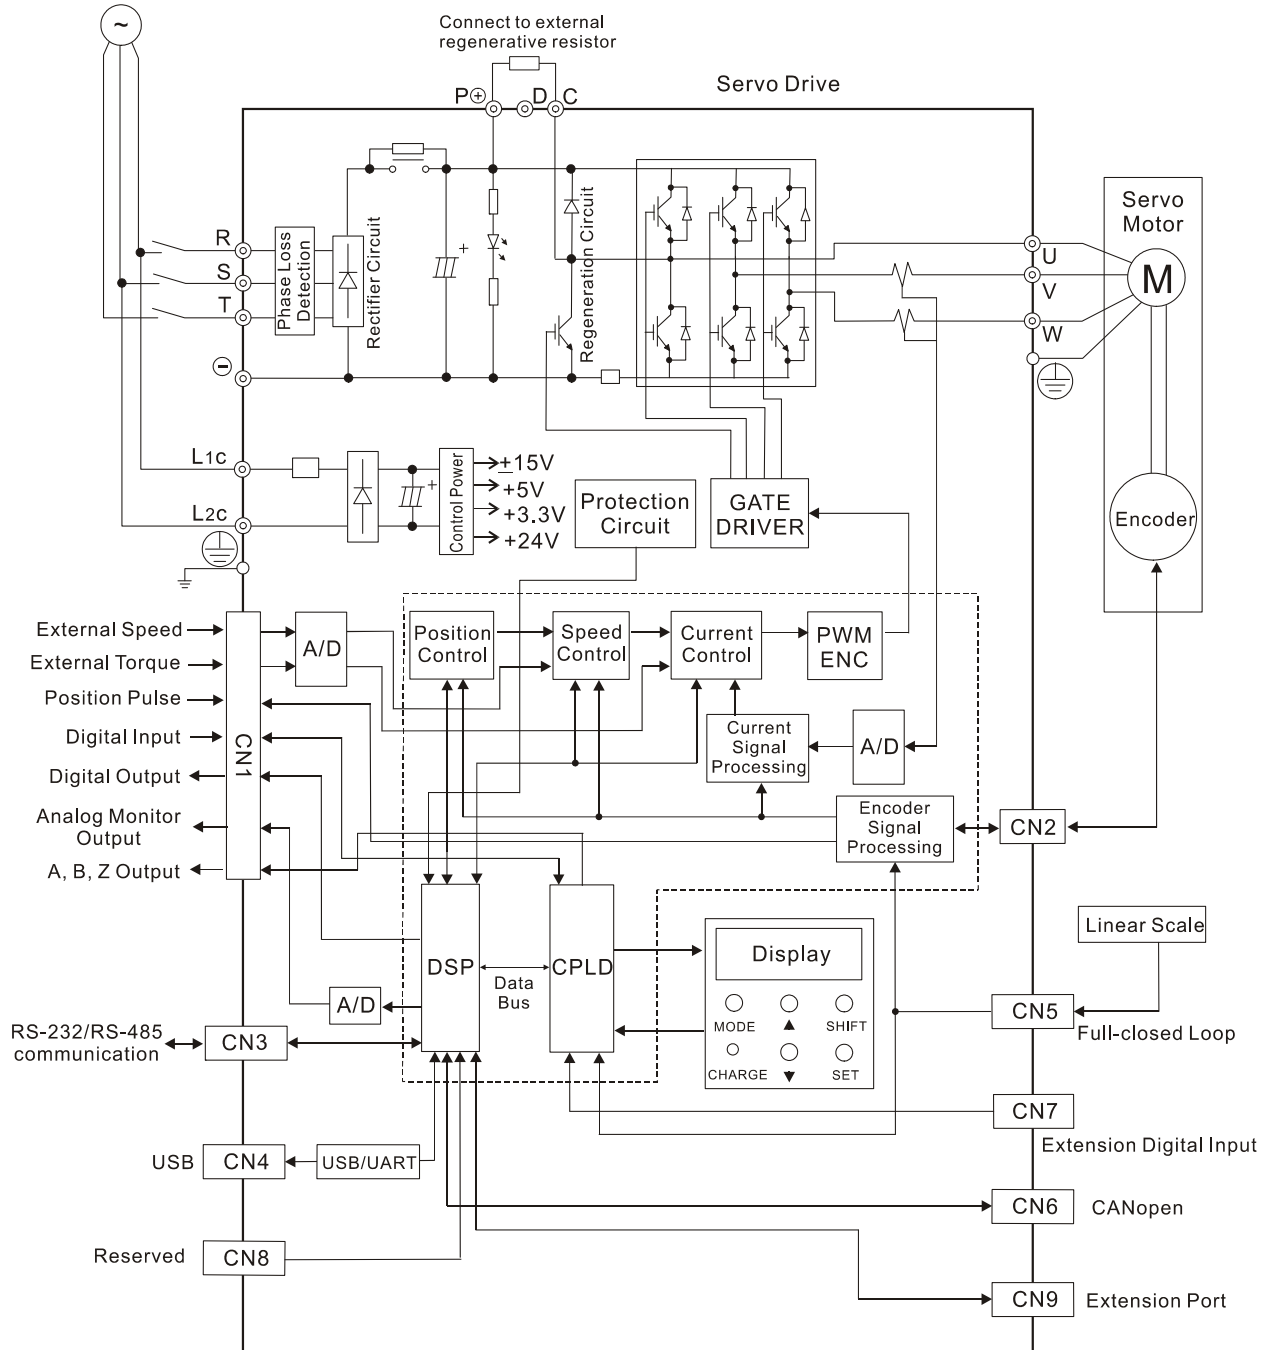 ~
Connect to external
regenerative resistor
Servo Drive
P⊕
D
C
Servo
Motor
R
S
T
Phase Loss
Detection
Rectifier Circuit
+
Regeneration Circuit
U
V
W
M
⊖
L1c
L2c
+
Control Power
±15V
+5V
+3.3V
+24V
Protection
Circuit
GATE
DRIVER
Encoder
External Speed
External Torque
Position Pulse
Digital Input
Digital Output
Analog Monitor
Output
A, B, Z Output
CN1
A/D
Position
Control
Speed
Control
Current
Control
PWM
ENC
Current
Signal
Processing
A/D
Encoder
Signal
Processing
CN2
DSP
Data
Bus
CPLD
A/D
Display
MODE
▲
SHIFT
CHARGE
▼
SET
Linear Scale
CN5
Full-closed Loop
RS-232/RS-485
communication
CN3
CN7
Extension Digital Input
USB
CN4
USB/UART
CN6
CANopen
Reserved
CN8
CN9
Extension Port